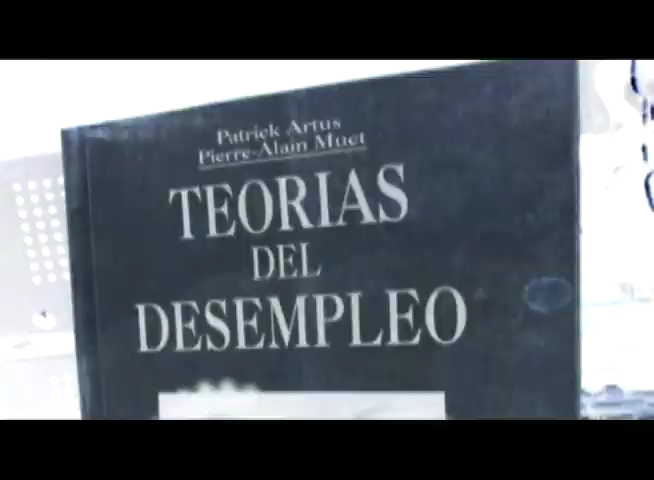 Patrick Artus
Pierre-Alain Muet
TEORIAS
DEL
DESEMPLEO